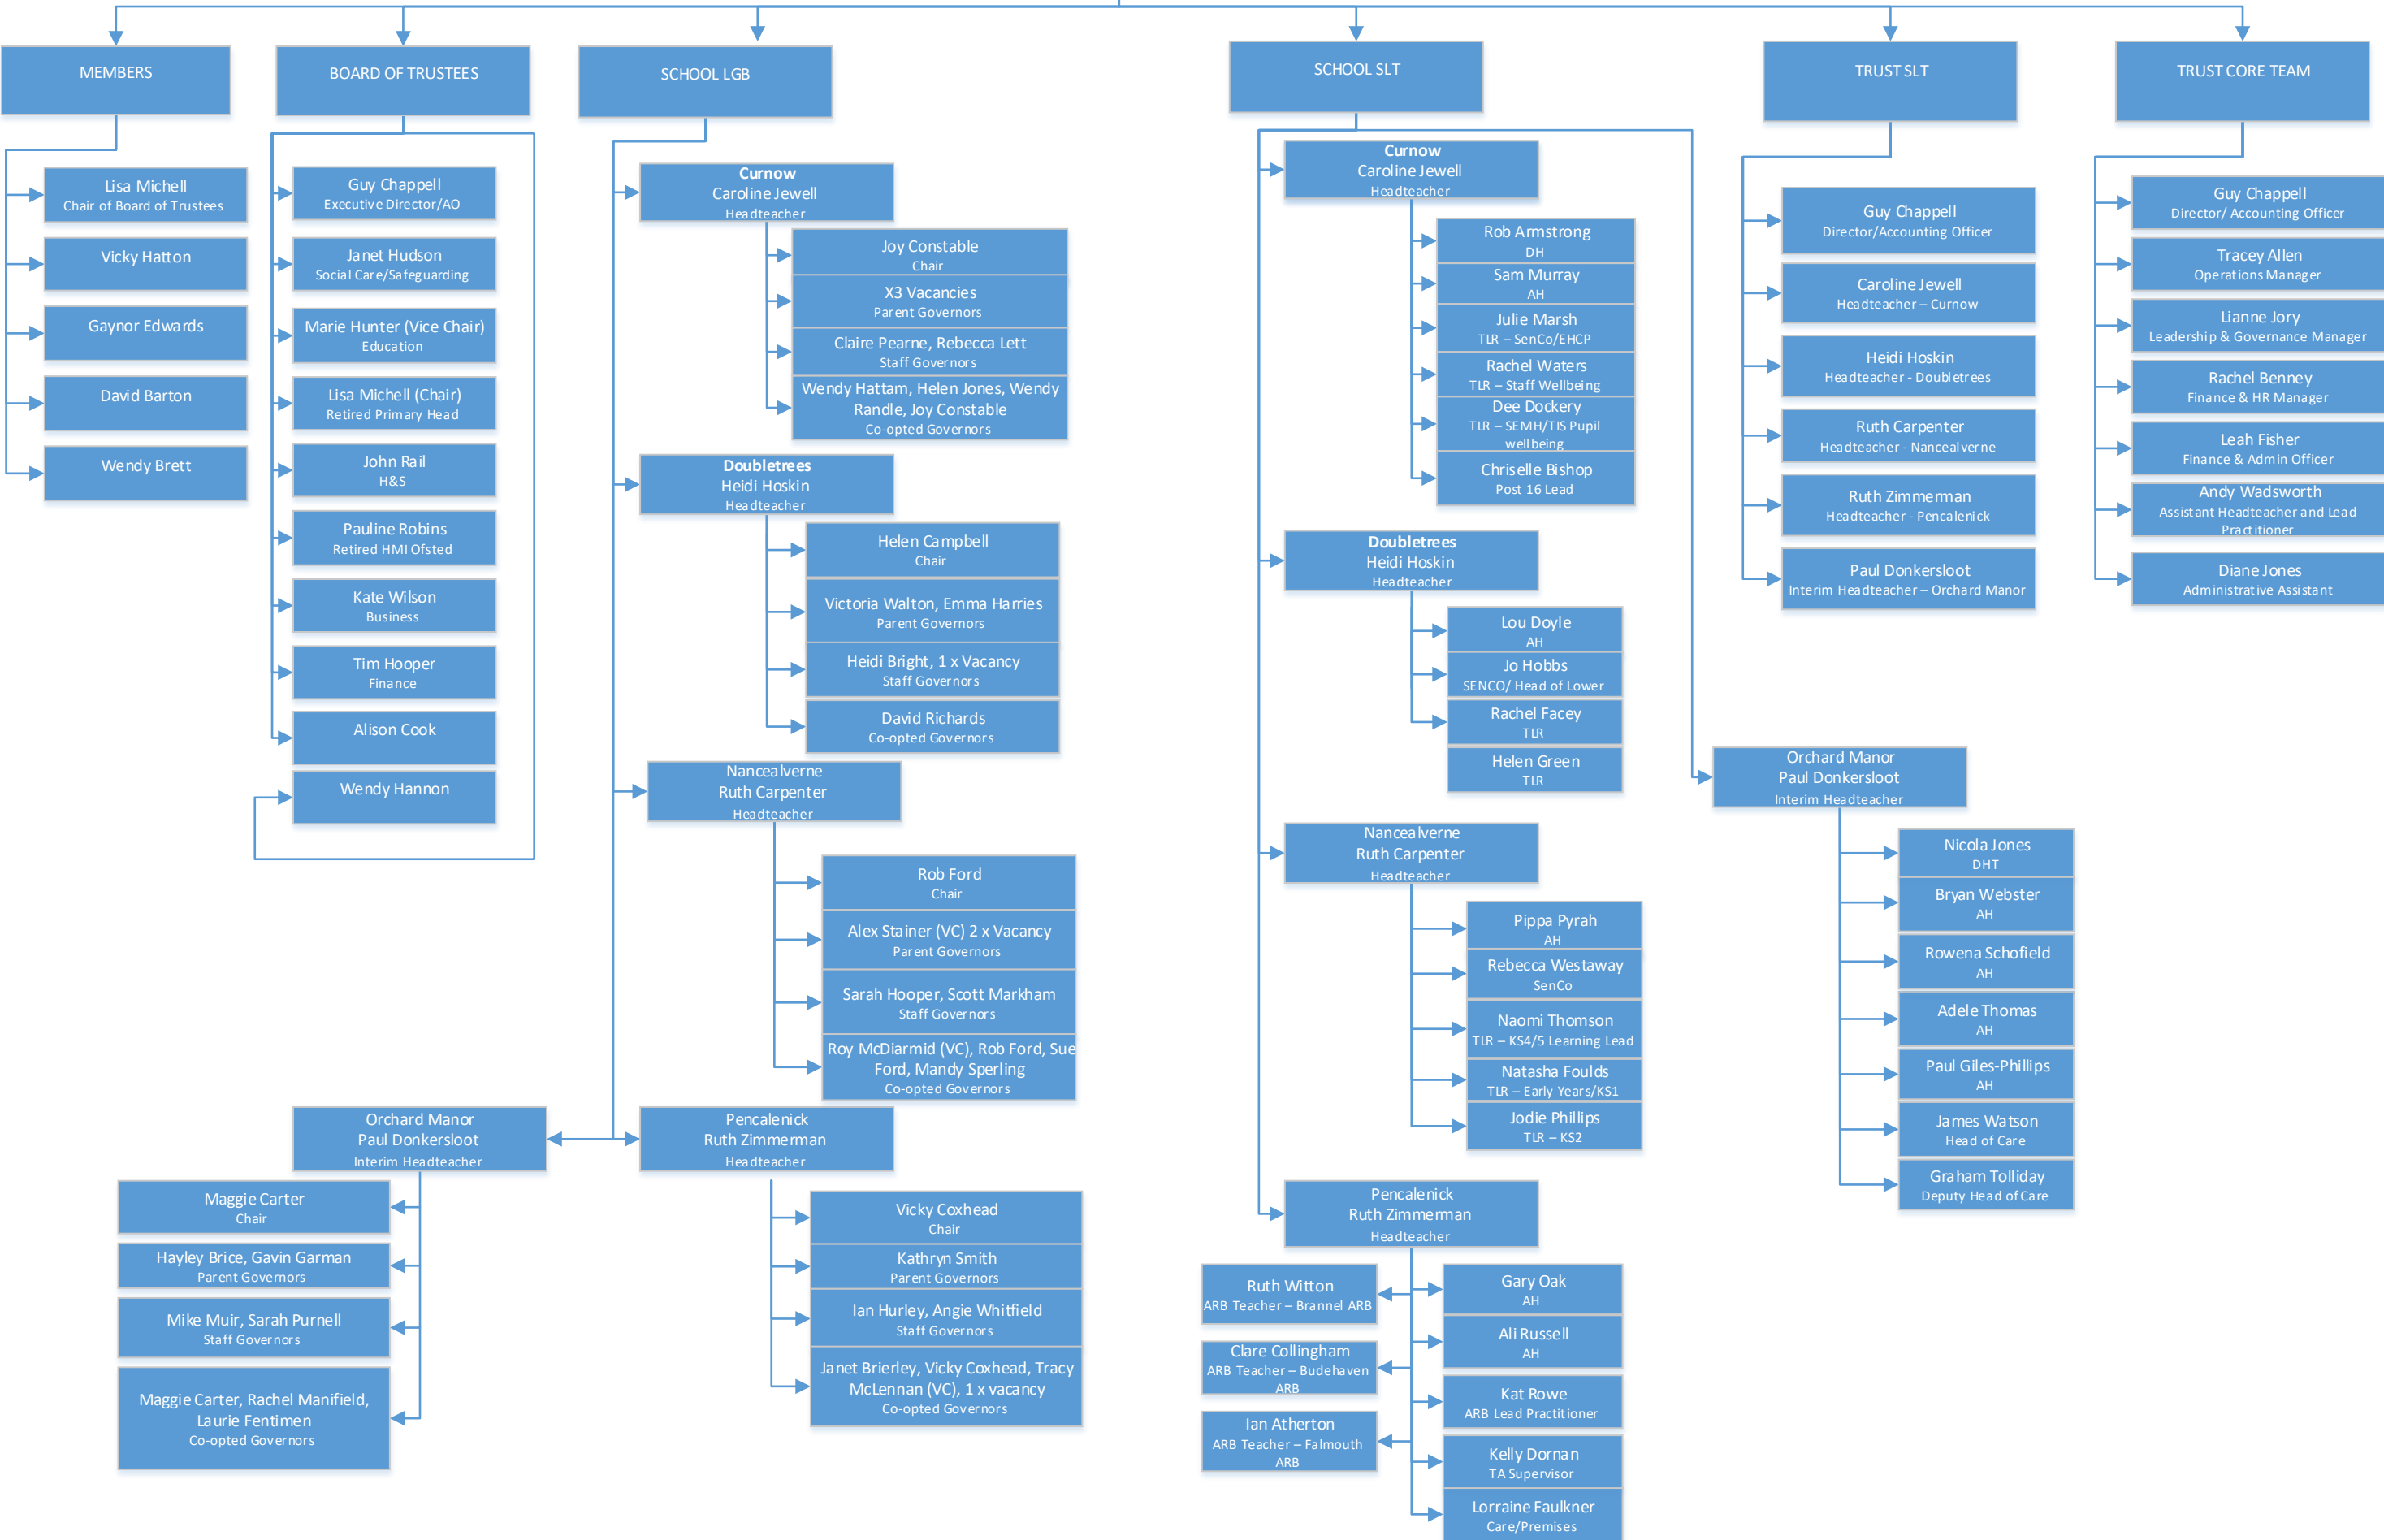 MEMBERS
BOARD OF TRUSTEES
SCHOOL LGB
SCHOOL SLT
TRUST SLT
TRUST CORE TEAM
Lisa Michell
Chair of Board of Trustees
Vicky Hatton
Gaynor Edwards
David Barton
Wendy Brett
Guy Chappell
Executive Director/AO
Janet Hudson
Social Care/Safeguarding
Marie Hunter (Vice Chair)
Education
Lisa Michell (Chair)
Retired Primary Head
John Rail
H&S
Pauline Robins
Retired HMI Ofsted
Kate Wilson
Business
Tim Hooper
Finance
Alison Cook
Wendy Hannon
Curnow
Caroline Jewell
Headteacher
Joy Constable
Chair
X3 Vacancies
Parent Governors
Claire Pearne, Rebecca Lett
Staff Governors
Wendy Hattam, Helen Jones, Wendy
Randle, Joy Constable
Co-opted Governors
Doubletrees
Heidi Hoskin
Headteacher
Helen Campbell
Chair
Victoria Walton, Emma Harries
Parent Governors
Heidi Bright, 1 x Vacancy
Staff Governors
David Richards
Co-opted Governors
Nancealverne
Ruth Carpenter
Headteacher
Rob Ford
Chair
Alex Stainer (VC) 2 x Vacancy
Parent Governors
Sarah Hooper, Scott Markham
Staff Governors
Roy McDiarmid (VC), Rob Ford, Sue
Ford, Mandy Sperling
Co-opted Governors
Orchard Manor
Paul Donkersloot
Interim Headteacher
Maggie Carter
Chair
Hayley Brice, Gavin Garman
Parent Governors
Mike Muir, Sarah Purnell
Staff Governors
Maggie Carter, Rachel Manifield,
Laurie Fentimen
Co-opted Governors
Pencalenick
Ruth Zimmerman
Headteacher
Vicky Coxhead
Chair
Kathryn Smith
Parent Governors
Ian Hurley, Angie Whitfield
Staff Governors
Janet Brierley, Vicky Coxhead, Tracy
McLennan (VC), 1 x vacancy
Co-opted Governors
Curnow
Caroline Jewell
Headteacher
Rob Armstrong
DH
Sam Murray
AH
Julie Marsh
TLR – SenCo/EHCP
Rachel Waters
TLR – Staff Wellbeing
Dee Dockery
TLR – SEMH/TIS Pupil
wellbeing
Chriselle Bishop
Post 16 Lead
Doubletrees
Heidi Hoskin
Headteacher
Lou Doyle
AH
Jo Hobbs
SENCO/ Head of Lower
Rachel Facey
TLR
Helen Green
TLR
Nancealverne
Ruth Carpenter
Headteacher
Pippa Pyrah
AH
Rebecca Westaway
SenCo
Naomi Thomson
TLR – KS4/5 Learning Lead
Natasha Foulds
TLR – Early Years/KS1
Jodie Phillips
TLR – KS2
Pencalenick
Ruth Zimmerman
Headteacher
Ruth Witton
ARB Teacher – Brannel ARB
Clare Collingham
ARB Teacher – Budehaven
ARB
Ian Atherton
ARB Teacher – Falmouth
ARB
Gary Oak
AH
Ali Russell
AH
Kat Rowe
ARB Lead Practitioner
Kelly Dornan
TA Supervisor
Lorraine Faulkner
Care/Premises
Orchard Manor
Paul Donkersloot
Interim Headteacher
Nicola Jones
DHT
Bryan Webster
AH
Rowena Schofield
AH
Adele Thomas
AH
Paul Giles-Phillips
AH
James Watson
Head of Care
Graham Tolliday
Deputy Head of Care
Guy Chappell
Director/Accounting Officer
Caroline Jewell
Headteacher – Curnow
Heidi Hoskin
Headteacher - Doubletrees
Ruth Carpenter
Headteacher - Nancealverne
Ruth Zimmerman
Headteacher - Pencalenick
Paul Donkersloot
Interim Headteacher – Orchard Manor
Guy Chappell
Director/ Accounting Officer
Tracey Allen
Operations Manager
Lianne Jory
Leadership & Governance Manager
Rachel Benney
Finance & HR Manager
Leah Fisher
Finance & Admin Officer
Andy Wadsworth
Assistant Headteacher and Lead
Practitioner
Diane Jones
Administrative Assistant